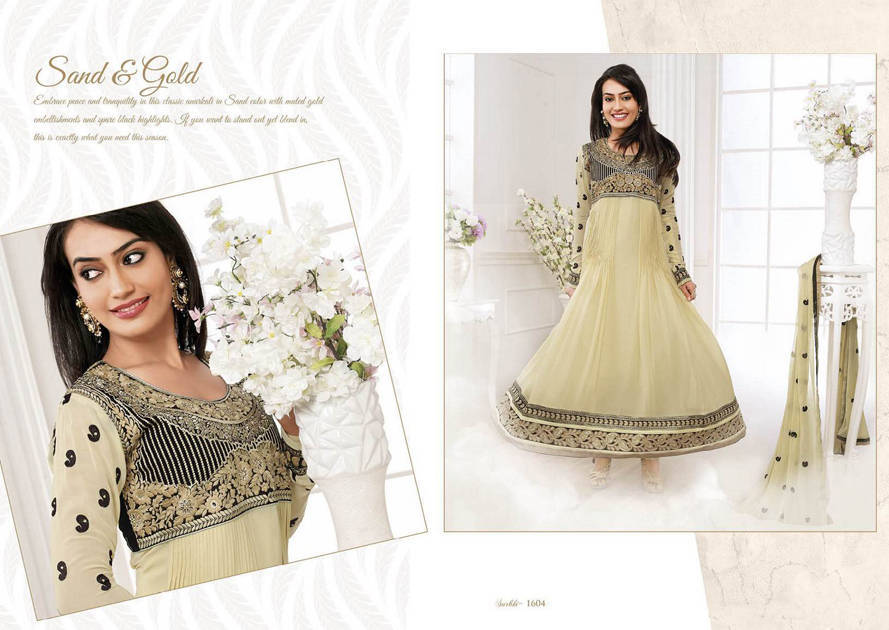 Sand & Gold
Embrace peace and tranquility in this classic anarkali in Sand color with muted gold
embellishments and spare black highlights. If you want to stand out yet blend in,
this is exactly what you need this season.
1604